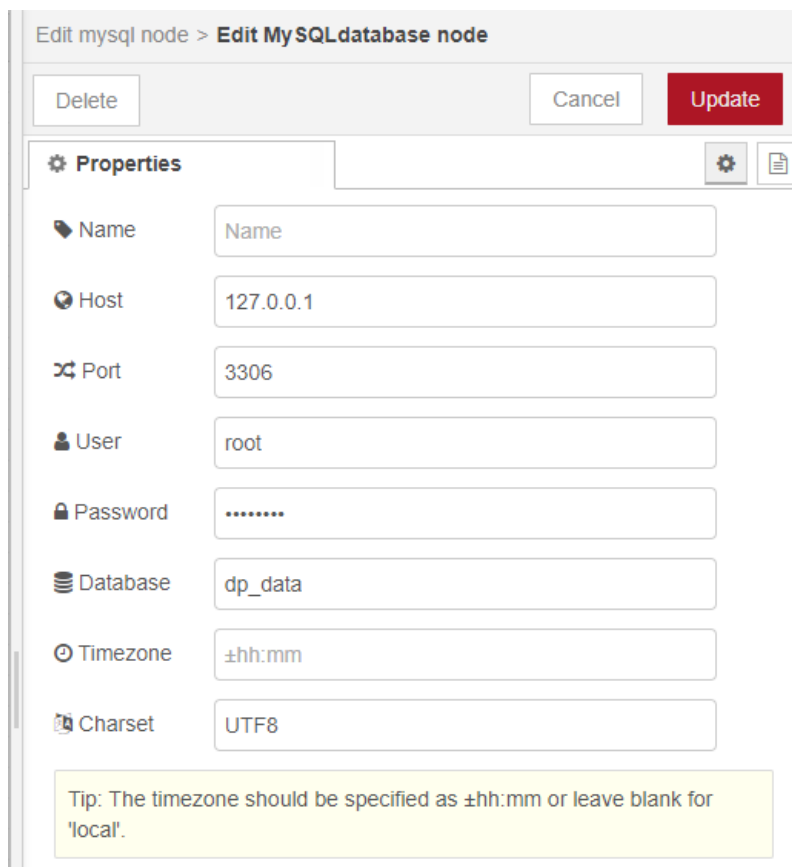 Edit mysql node > Edit MySQLdatabase node
Delete
Cancel
Update
Properties
Name
Name
Host
127.0.0.1
Port
3306
User
root
Password
••••••••
Database
dp_data
Timezone
±hh:mm
Charset
UTF8
Tip: The timezone should be specified as ±hh:mm or leave blank for
'local'.